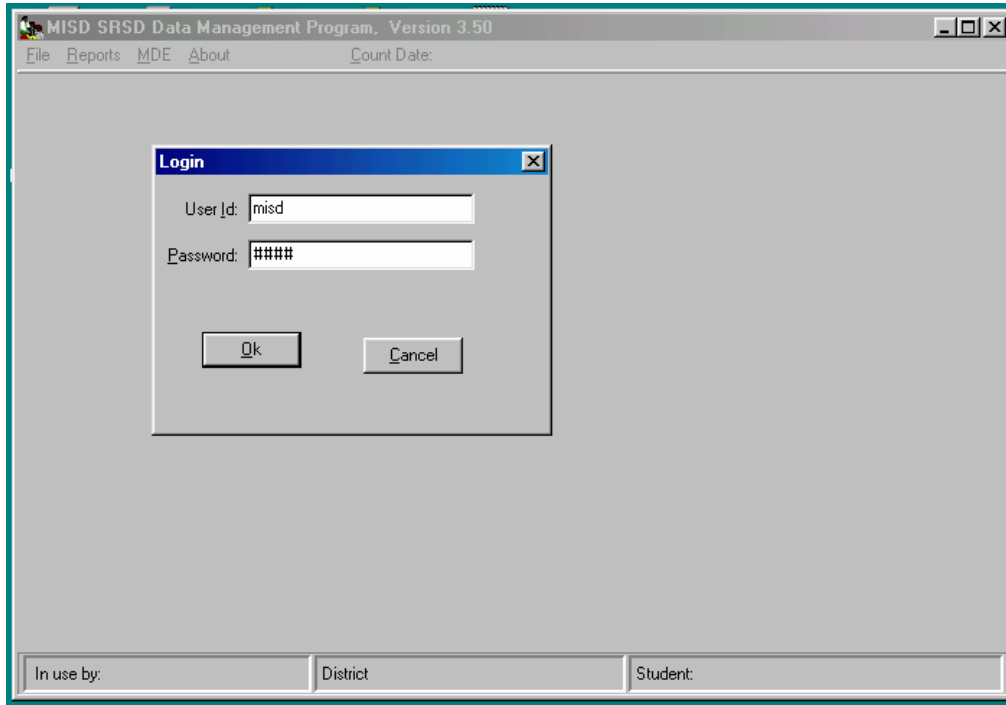 MISD SRSD Data Management Program, Version 3.50
File Reports MDE About Count Date:
Login
User Id: misd
Password: ####
Ok Cancel
In use by: District Student: